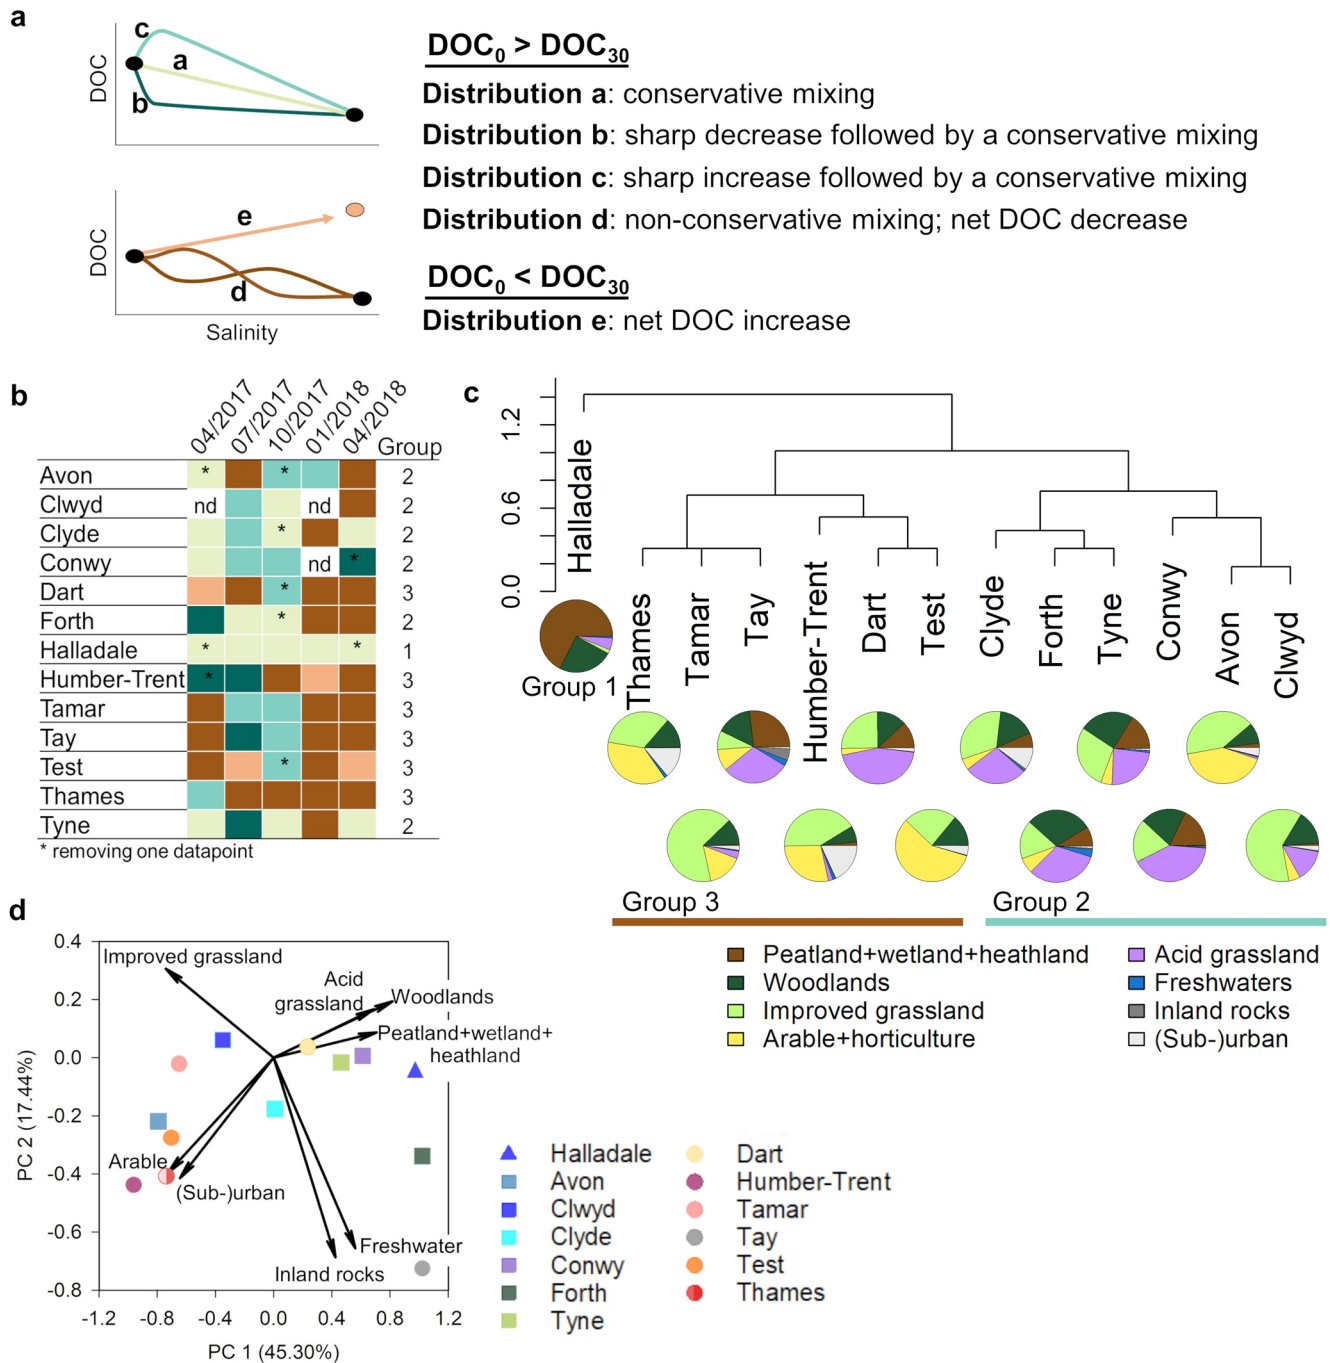 a
DOC
c
a
b
DOC
e
d
Salinity
DOC0 > DOC30
Distribution a: conservative mixing
Distribution b: sharp decrease followed by a conservative mixing
Distribution c: sharp increase followed by a conservative mixing
Distribution d: non-conservative mixing; net DOC decrease
DOC0 < DOC30
Distribution e: net DOC increase
b
04/2017 07/2017 10/2017 01/2018 04/2018 Group
Avon * * 2
Clwyd nd nd 2
Clyde * 2
Conwy nd * 2
Dart * 3
Forth * 2
Halladale * * 1
Humber-Trent * 3
Tamar 3
Tay 3
Test * 3
Thames 3
Tyne 2
* removing one datapoint
c
1.2
0.6
0.0
Halladale
Thames
Tamar
Tay
Humber-Trent
Dart
Test
Clyde
Forth
Tyne
Conwy
Avon
Clwyd
Group 1
Group 3
Group 2
Peatland+wetland+heathland
Woodlands
Improved grassland
Arable+horticulture
Acid grassland
Freshwaters
Inland rocks
(Sub-)urban
d
PC 2 (17.44%)
0.4
0.2
0.0
-0.2
-0.4
-0.6
-0.8
Improved grassland
Acid
grassland
Woodlands
Peatland+wetland+
heathland
Arable
(Sub-)urban
Freshwater
Inland rocks
-1.2 -0.8 -0.4 0.0 0.4 0.8 1.2
PC 1 (45.30%)
Halladale
Avon
Clwyd
Clyde
Conwy
Forth
Tyne
Dart
Humber-Trent
Tamar
Tay
Test
Thames